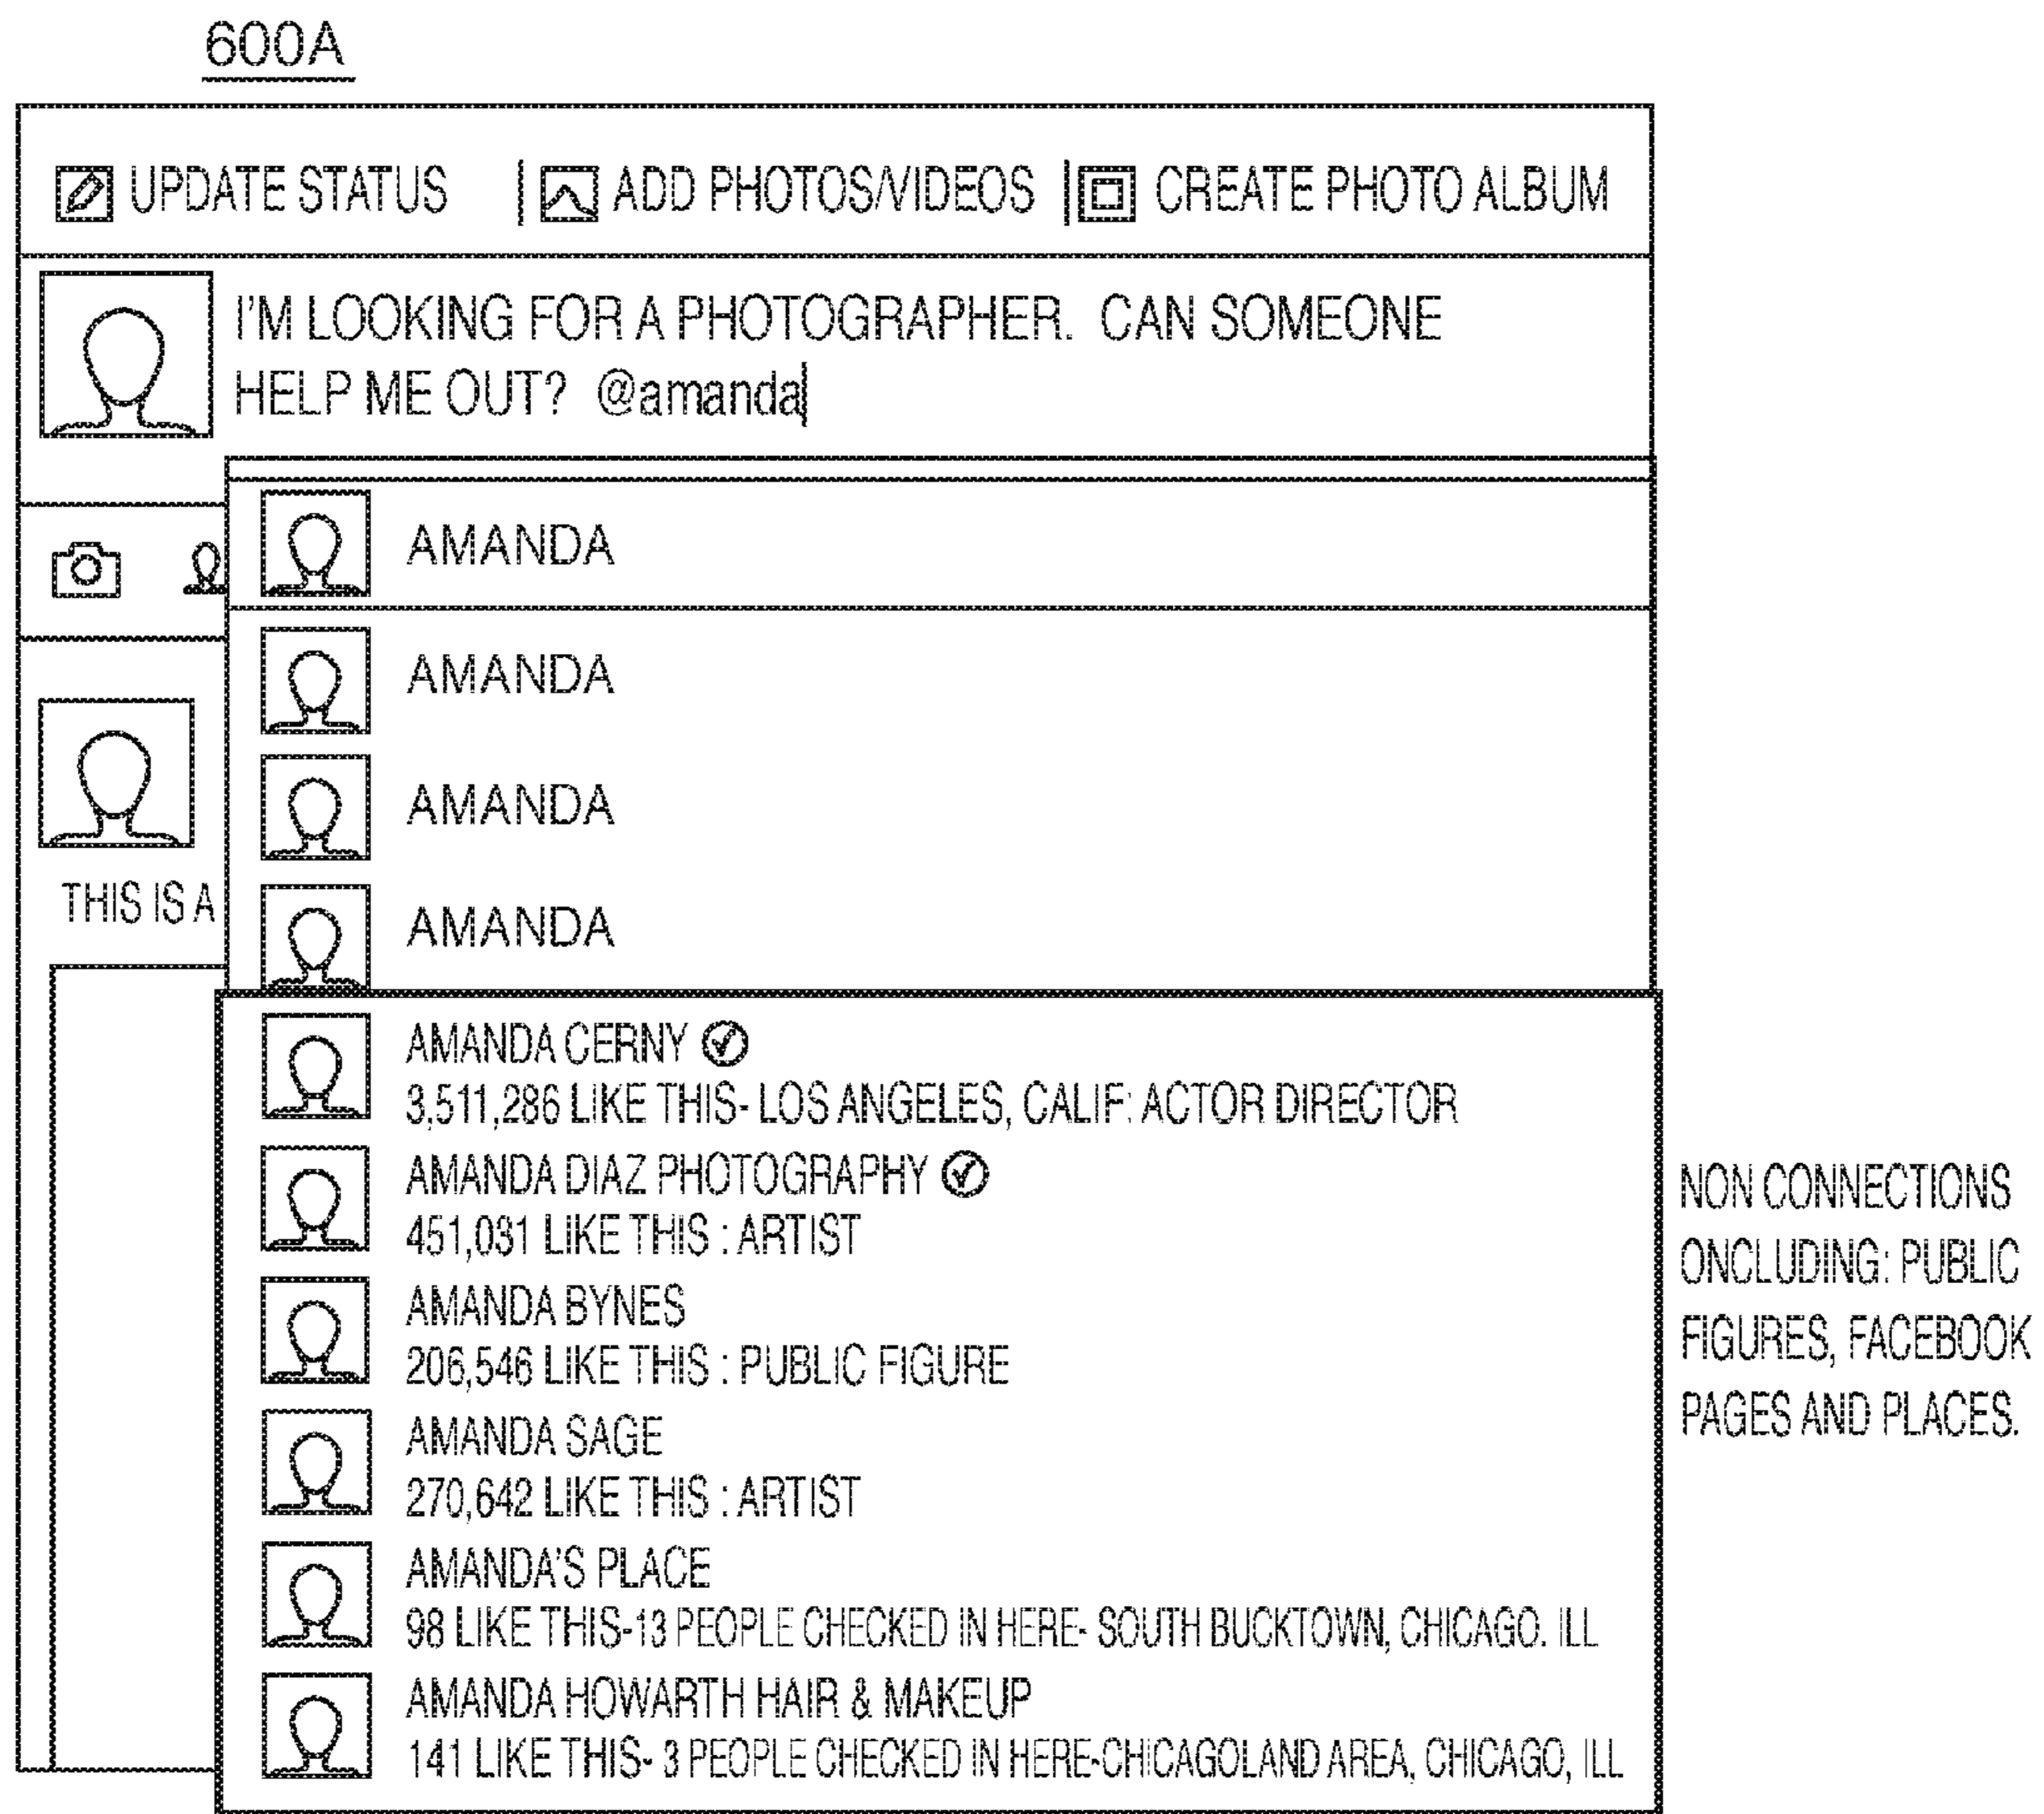 600A
UPDATE STATUS | ADD PHOTOS/VIDEOS | CREATE PHOTO ALBUM
I'M LOOKING FOR A PHOTOGRAPHER. CAN SOMEONE
HELP ME OUT? @amanda
AMANDA
AMANDA
AMANDA
THIS IS A
AMANDA
AMANDA CERNY
3,511,286 LIKE THIS- LOS ANGELES, CALIF: ACTOR DIRECTOR
AMANDA DIAZ PHOTOGRAPHY
451,031 LIKE THIS : ARTIST
AMANDA BYNES
206,546 LIKE THIS : PUBLIC FIGURE
AMANDA SAGE
270,642 LIKE THIS : ARTIST
AMANDA'S PLACE
98 LIKE THIS-13 PEOPLE CHECKED IN HERE- SOUTH BUCKTOWN, CHICAGO. ILL
AMANDA HOWARTH HAIR & MAKEUP
141 LIKE THIS- 3 PEOPLE CHECKED IN HERE-CHICAGOLAND AREA, CHICAGO, ILL
NON CONNECTIONS
ONCLUDING: PUBLIC
FIGURES, FACEBOOK
PAGES AND PLACES.